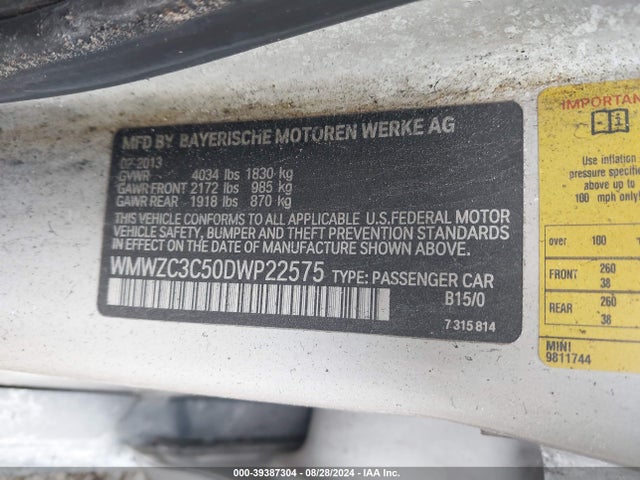 MFD BY BAYERISCHE MOTOREN WERKE AG
02 2013
GVWR 4034 lbs 1830 kg
GAWR FRONT 2172 lbs 985 kg
GAWR REAR 1918 lbs 870 kg
THIS VEHICLE CONFORMS TO ALL APPLICABLE U.S.FEDERAL MOTOR
VEHICLE SAFETY, BUMPER AND THEFT PREVENTION STANDARDS
IN EFFECT ON THE DATE OF MANUFACTURE SHOWN ABOVE.
WMWZC3C50DWP22575 TYPE: PASSENGER CAR
B15/0
7 315 814
IMPORTAN
Use inflation
pressure specifie
above up to
100 mph only!
over 100
FRONT 260
38
REAR 260
38
MINI
9811744
000-39387304 - 08/28/2024 - IAA Inc.